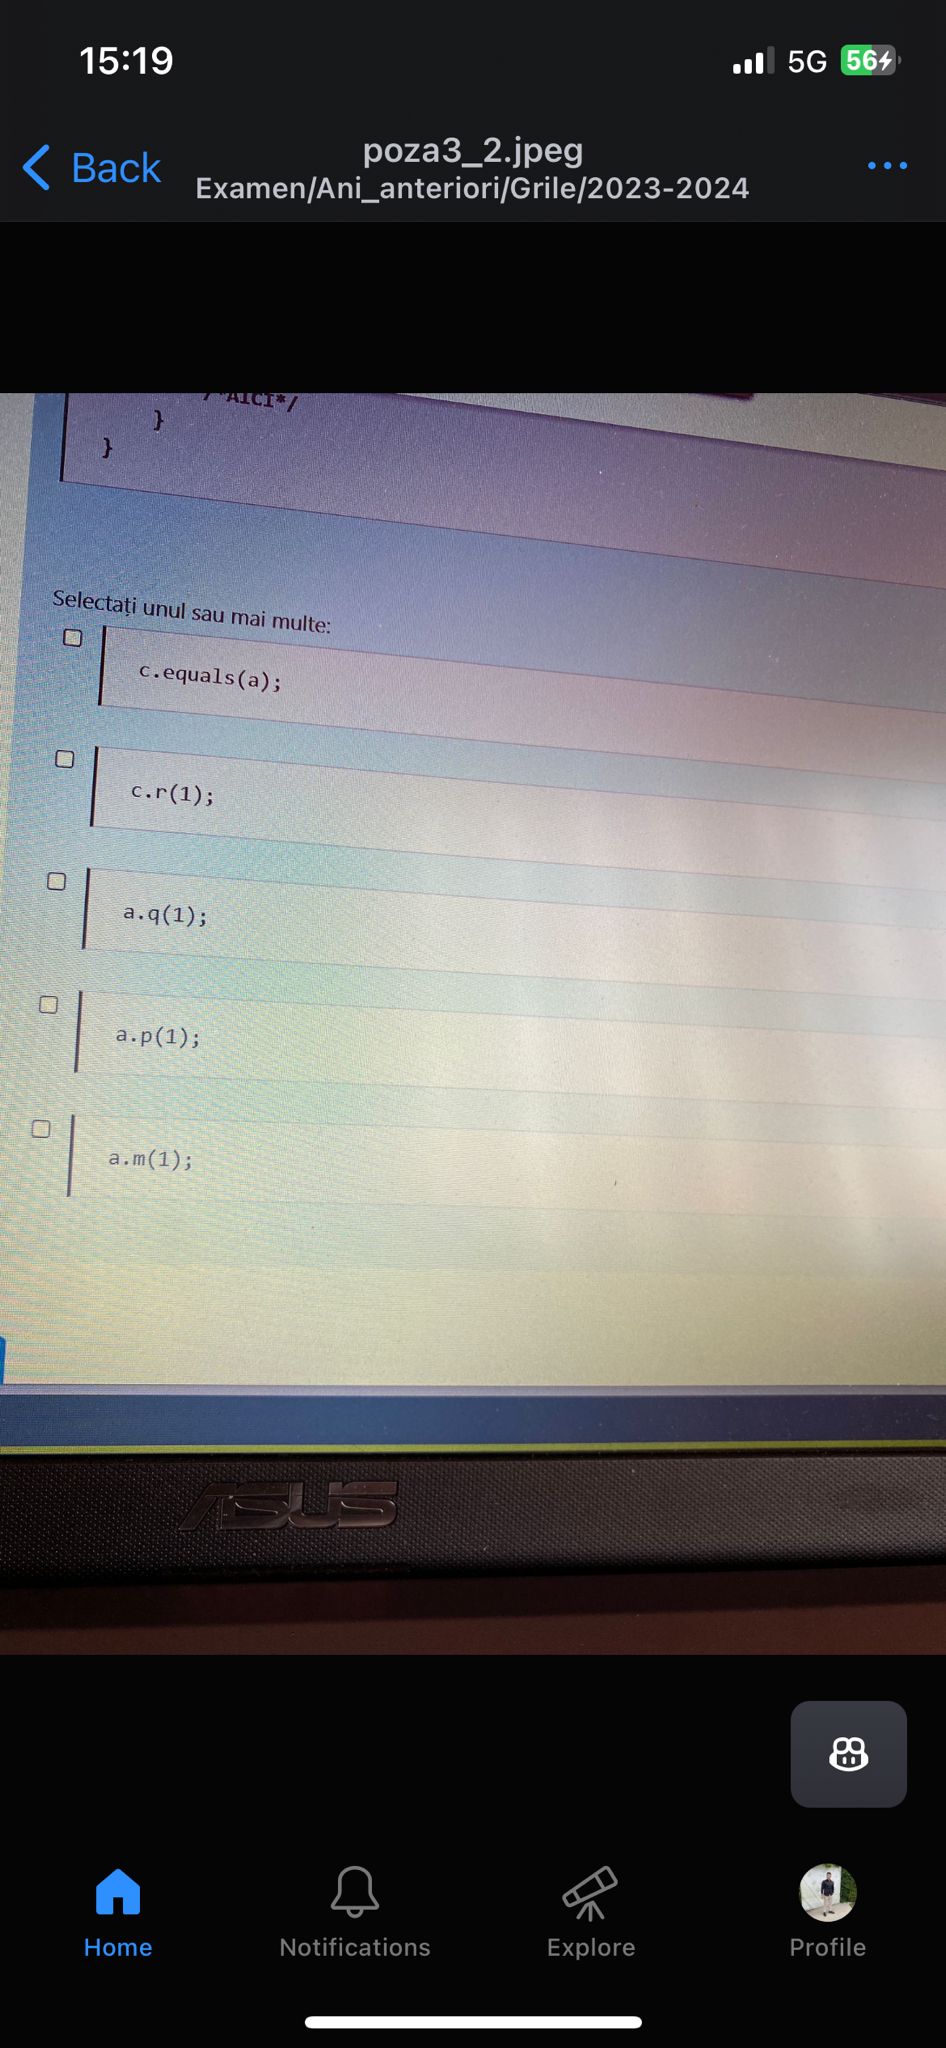 15:19
5G
56
Back
poza3_2.jpeg
Examen/Ani_anteriori/Grile/2023-2024
/*AICI*/
}
}
Selectați unul sau mai multe:
c.equals(a);
c.r(1);
a.q(1);
a.p(1);
a.m(1);
ASUS
Home
Notifications
Explore
Profile